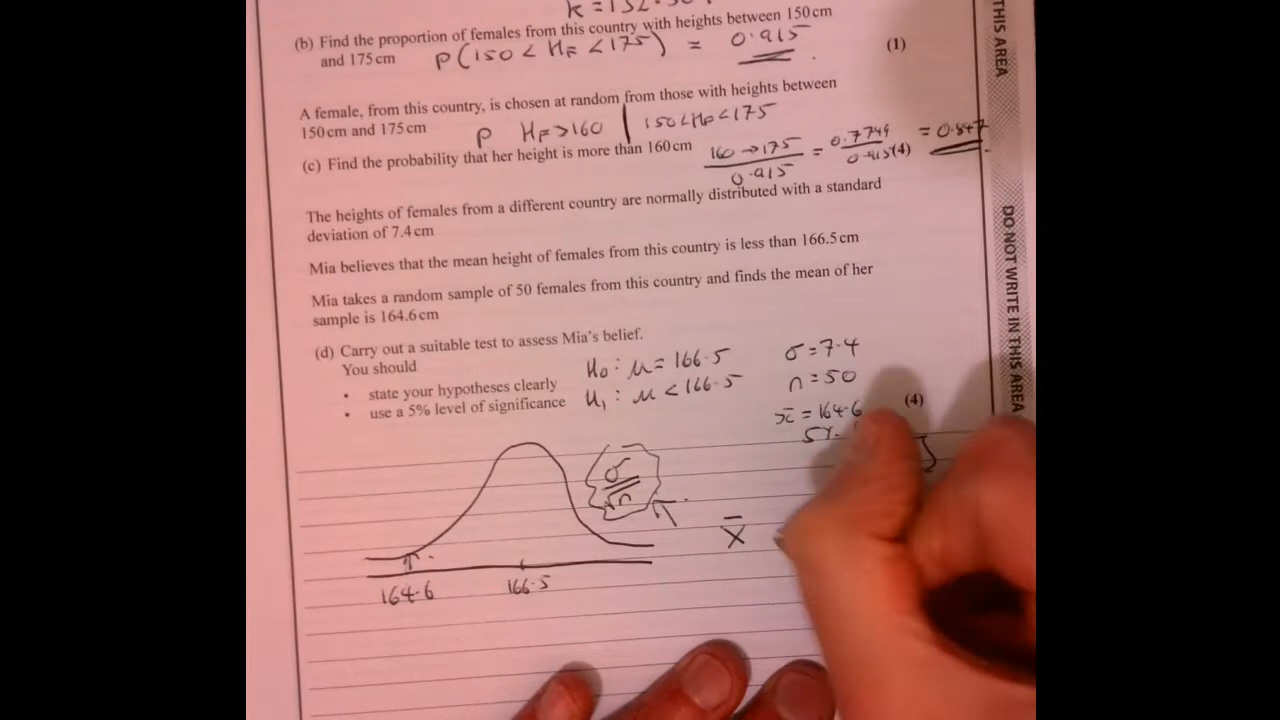 k = 152.
(b) Find the proportion of females from this country with heights between 150 cm
and 175 cm P(150 < HF < 175) = 0.915
(1)
A female, from this country, is chosen at random from those with heights between
150 cm and 175 cm P HF > 160 | 150 < HF < 175
(c) Find the probability that her height is more than 160 cm
160 → 175 / 0.915 = 0.7749 / 0.915 = 0.847
(4)
The heights of females from a different country are normally distributed with a standard
deviation of 7.4 cm
Mia believes that the mean height of females from this country is less than 166.5 cm
Mia takes a random sample of 50 females from this country and finds the mean of her
sample is 164.6 cm
(d) Carry out a suitable test to assess Mia's belief.
You should
• state your hypotheses clearly
• use a 5% level of significance
H0 : μ = 166.5
H1 : μ < 166.5
σ = 7.4
n = 50
x̄ = 164.6
5%
(4)
σ/√n
X̄
164.6 166.5
THIS AREA
DO NOT WRITE IN THIS AREA